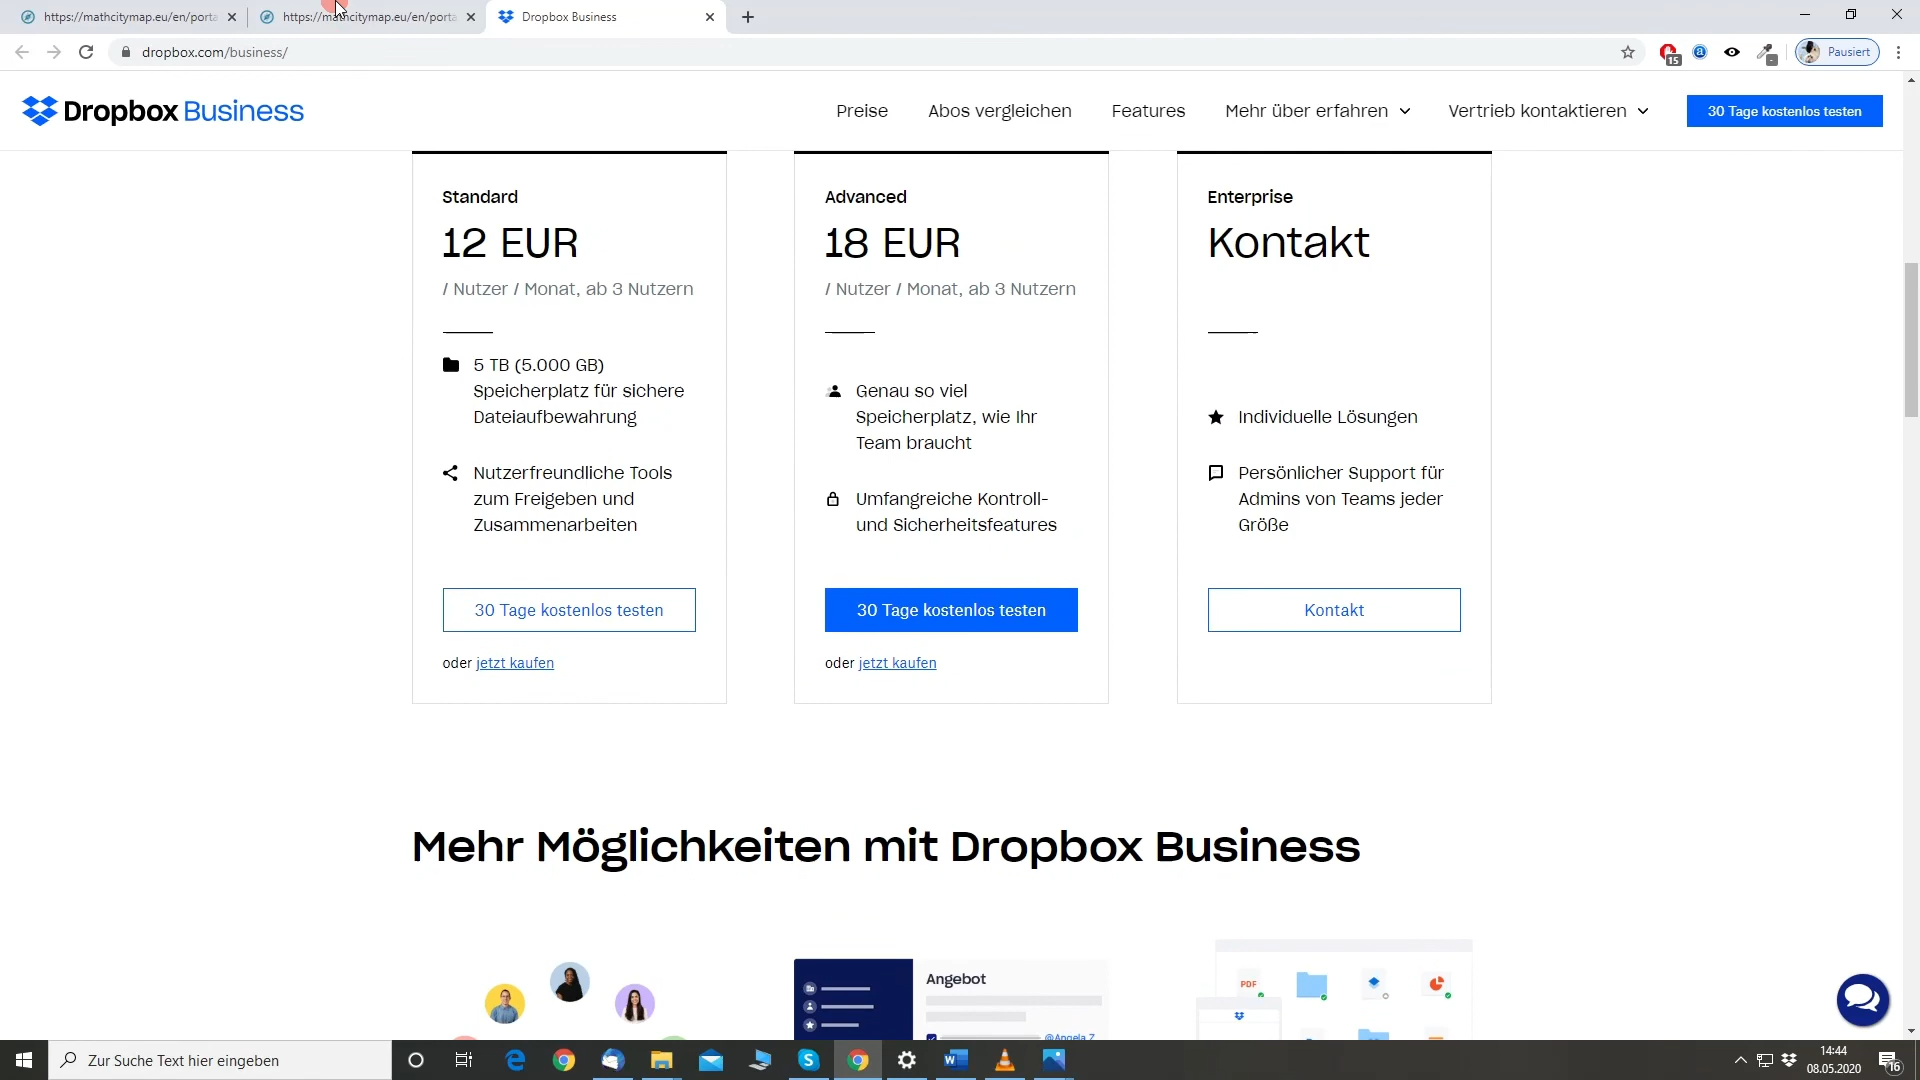 https://mathcitymap.eu/en/porta
https://mathcitymap.eu/en/porta
Dropbox Business
dropbox.com/business/
15
Pausiert
Dropbox Business
Preise
Abos vergleichen
Features
Mehr über erfahren
Vertrieb kontaktieren
30 Tage kostenlos testen
Standard
12 EUR
/ Nutzer / Monat, ab 3 Nutzern
5 TB (5.000 GB)
Speicherplatz für sichere
Dateiaufbewahrung
Nutzerfreundliche Tools
zum Freigeben und
Zusammenarbeiten
30 Tage kostenlos testen
oder jetzt kaufen
Advanced
18 EUR
/ Nutzer / Monat, ab 3 Nutzern
Genau so viel
Speicherplatz, wie Ihr
Team braucht
Umfangreiche Kontroll-
und Sicherheitsfeatures
30 Tage kostenlos testen
oder jetzt kaufen
Enterprise
Kontakt
Individuelle Lösungen
Persönlicher Support für
Admins von Teams jeder
Größe
Kontakt
Mehr Möglichkeiten mit Dropbox Business
Angebot
@Angela Z
PDF
Zur Suche Text hier eingeben
14:44
08.05.2020
16